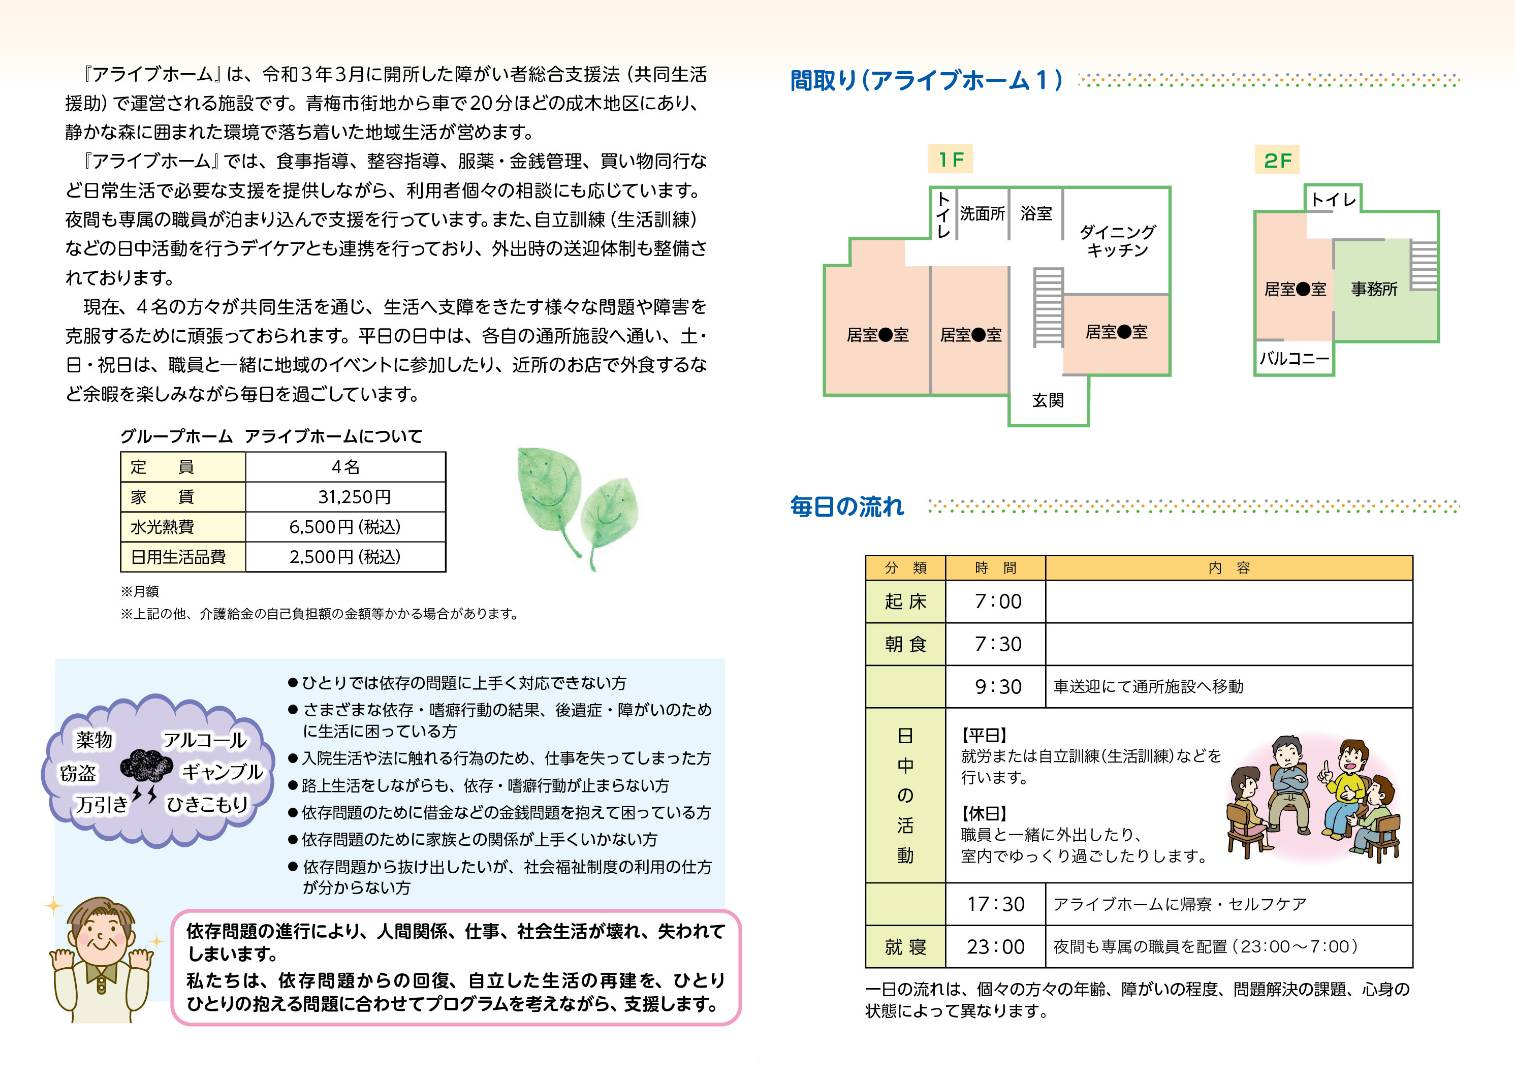 『アライブホーム』は、令和3年3月に開所した障がい者総合支援法（共同生活
援助）で運営される施設です。青梅市街地から車で20分ほどの成木地区にあり、
静かな森に囲まれた環境で落ち着いた地域生活が営めます。
『アライブホーム』では、食事指導、整容指導、服薬・金銭管理、買い物同行な
ど日常生活で必要な支援を提供しながら、利用者個々の相談にも応じています。
夜間も専属の職員が泊まり込んで支援を行っています。また、自立訓練（生活訓練）
などの日中活動を行うデイケアとも連携を行っており、外出時の送迎体制も整備さ
れております。
現在、4名の方々が共同生活を通じ、生活へ支障をきたす様々な問題や障害を
克服するために頑張っておられます。平日の日中は、各自の通所施設へ通い、土・
日・祝日は、職員と一緒に地域のイベントに参加したり、近所のお店で外食するな
ど余暇を楽しみながら毎日を過ごしています。
グループホーム アライブホームについて
定 員 4名
家 賃 31,250円
水光熱費 6,500円（税込）
日用生活品費 2,500円（税込）
※月額
※上記の他、介護給金の自己負担額の金額等かかる場合があります。
薬物 アルコール
窃盗 ギャンブル
万引き ひきこもり
●ひとりでは依存の問題に上手く対応できない方
●さまざまな依存・嗜癖行動の結果、後遺症・障がいのため
に生活に困っている方
●入院生活や法に触れる行為のため、仕事を失ってしまった方
●路上生活をしながらも、依存・嗜癖行動が止まらない方
●依存問題のために借金などの金銭問題を抱えて困っている方
●依存問題のために家族との関係が上手くいかない方
●依存問題から抜け出したいが、社会福祉制度の利用の仕方
が分からない方
依存問題の進行により、人間関係、仕事、社会生活が壊れ、失われて
しまいます。
私たちは、依存問題からの回復、自立した生活の再建を、ひとり
ひとりの抱える問題に合わせてプログラムを考えながら、支援します。
間取り（アライブホーム1）
1F
トイレ
洗面所
浴室
ダイニング
キッチン
居室●室
居室●室
居室●室
玄関
2F
トイレ
居室●室
事務所
バルコニー
毎日の流れ
分 類 時 間 内 容
起床 7：00
朝食 7：30
9：30 車送迎にて通所施設へ移動
日中の活動
【平日】
就労または自立訓練（生活訓練）などを
行います。
【休日】
職員と一緒に外出したり、
室内でゆっくり過ごしたりします。
17：30 アライブホームに帰寮・セルフケア
就寝 23：00 夜間も専属の職員を配置（23：00～7：00）
一日の流れは、個々の方々の年齢、障がいの程度、問題解決の課題、心身の
状態によって異なります。